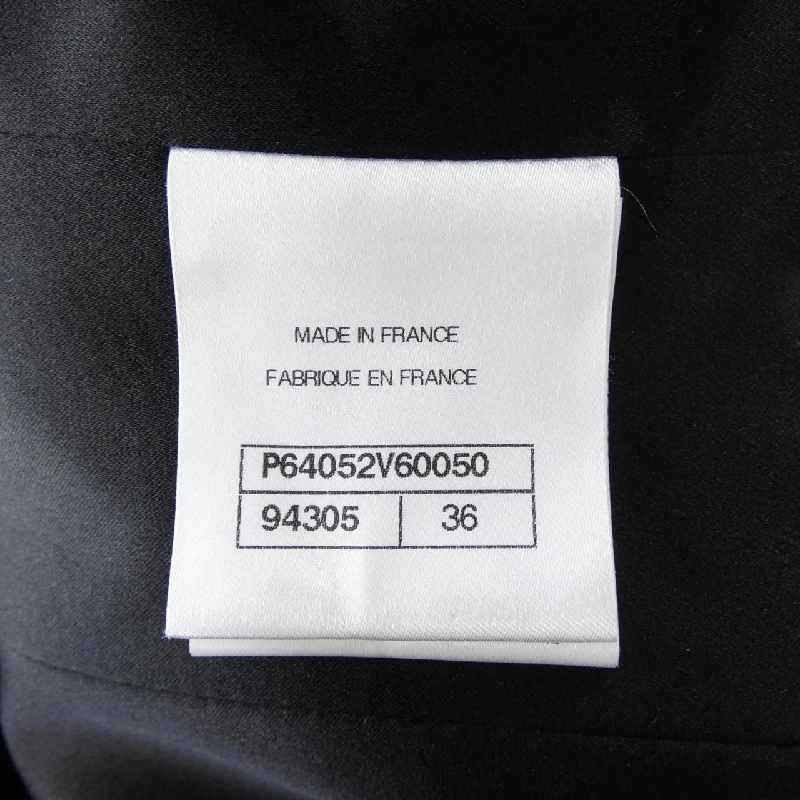 MADE IN FRANCE
FABRIQUE EN FRANCE
P64052V60050
94305 36